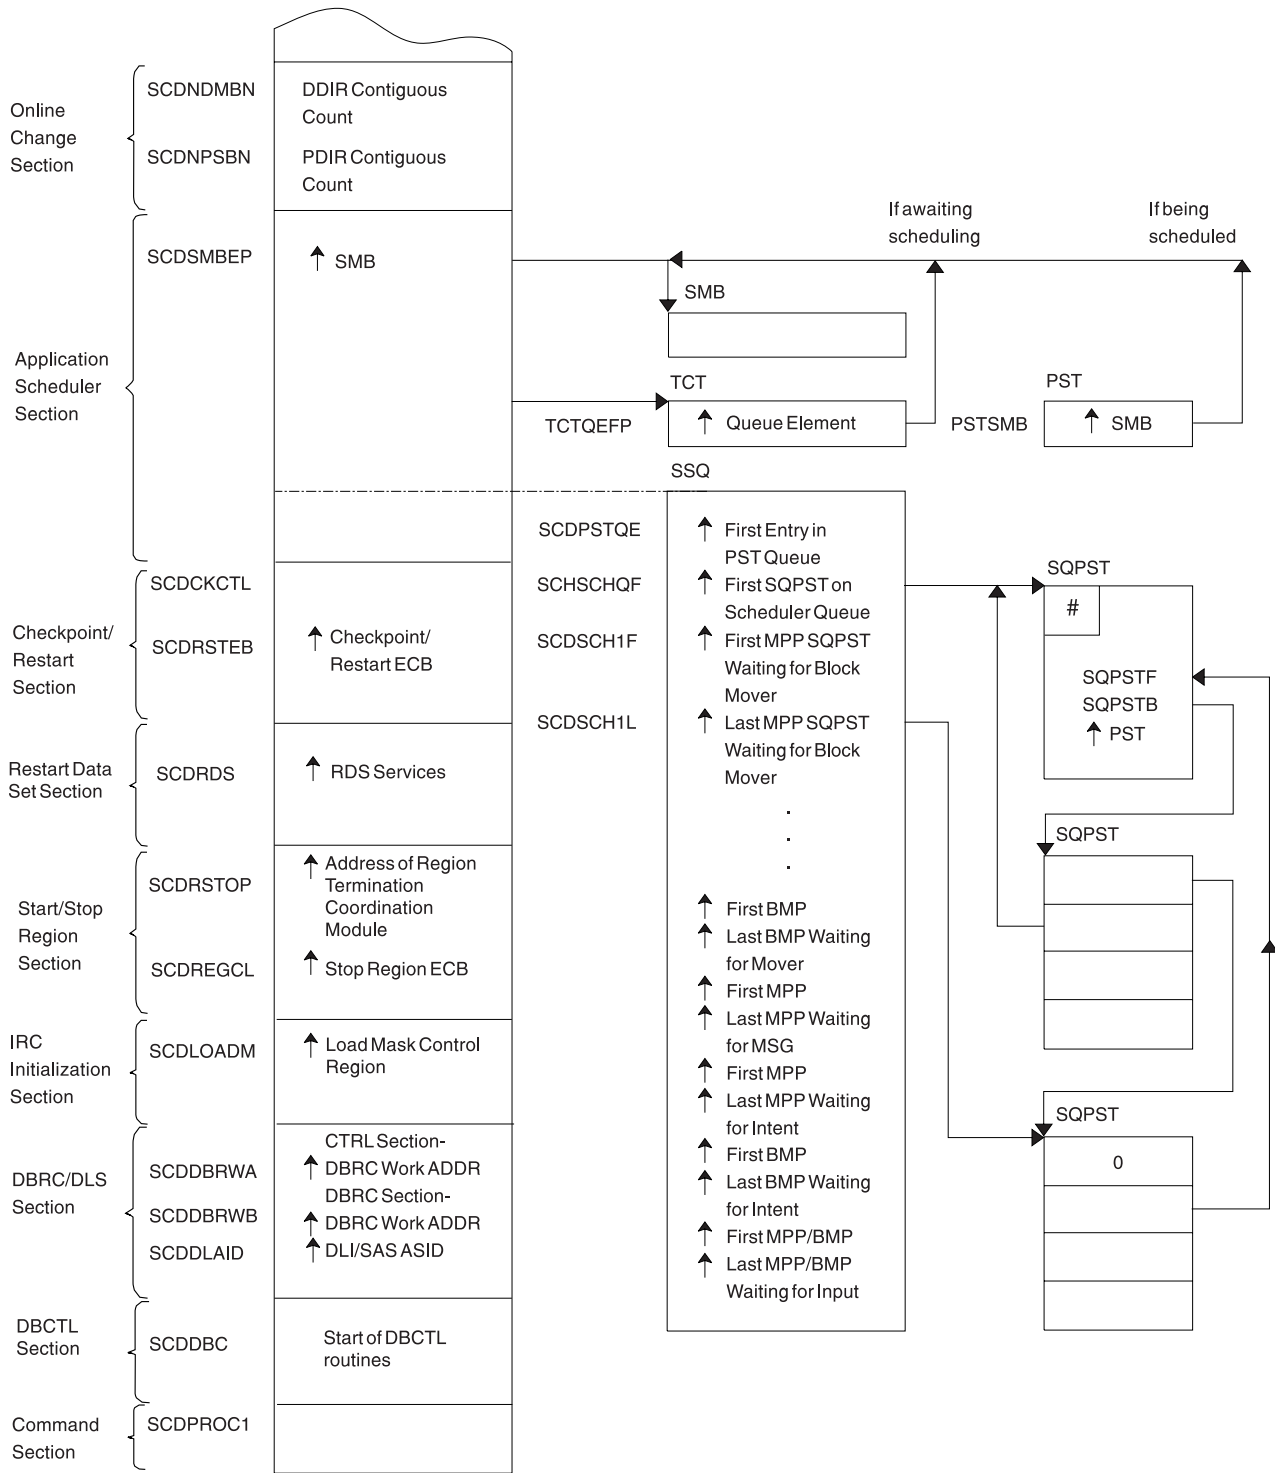 Online
Change
Section
SCDNDMBN
DDIR Contiguous
Count
SCDNPSBN
PDIR Contiguous
Count
Application
Scheduler
Section
SCDSMBEP
SMB
If awaiting
scheduling
If being
scheduled
SMB
TCT
TCTQEFP
Queue Element
PST
PSTSMB
SMB
SSQ
SCDPSTQE
First Entry in
PST Queue
SCHSCHQF
First SQPST on
Scheduler Queue
SCDSCH1F
First MPP SQPST
Waiting for Block
Mover
SCDSCH1L
Last MPP SQPST
Waiting for Block
Mover
.
.
.
First BMP
Last BMP Waiting
for Mover
First MPP
Last MPP Waiting
for MSG
First MPP
Last MPP Waiting
for Intent
First BMP
Last BMP Waiting
for Intent
First MPP/BMP
Last MPP/BMP
Waiting for Input
SQPST
#
SQPSTF
SQPSTB
PST
SQPST
SQPST
0
Checkpoint/
Restart
Section
SCDCKCTL
SCDRSTEB
Checkpoint/
Restart ECB
Restart Data
Set Section
SCDRDS
RDS Services
Start/Stop
Region
Section
SCDRSTOP
Address of Region
Termination
Coordination
Module
SCDREGCL
Stop Region ECB
IRC
Initialization
Section
SCDLOADM
Load Mask Control
Region
DBRC/DLS
Section
SCDDBRWA
CTRL Section-
DBRC Work ADDR
SCDDBRWB
DBRC Section-
DBRC Work ADDR
SCDDLAID
DLI/SAS ASID
DBCTL
Section
SCDDBC
Start of DBCTL
routines
Command
Section
SCDPROC1